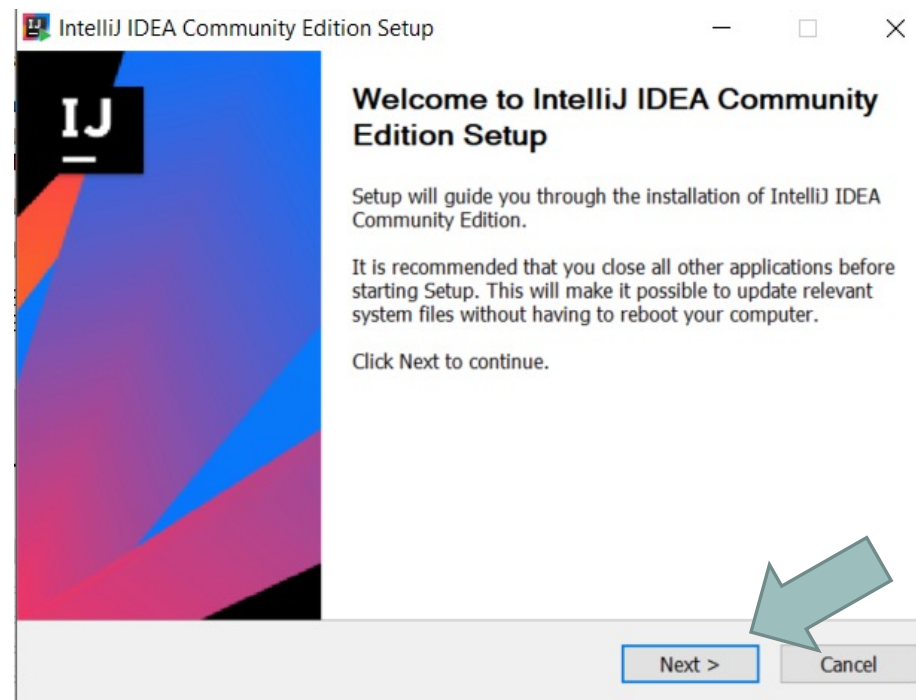 IntelliJ IDEA Community Edition Setup
IJ
Welcome to IntelliJ IDEA Community
Edition Setup
Setup will guide you through the installation of IntelliJ IDEA
Community Edition.
It is recommended that you close all other applications before
starting Setup. This will make it possible to update relevant
system files without having to reboot your computer.
Click Next to continue.
Next >
Cancel